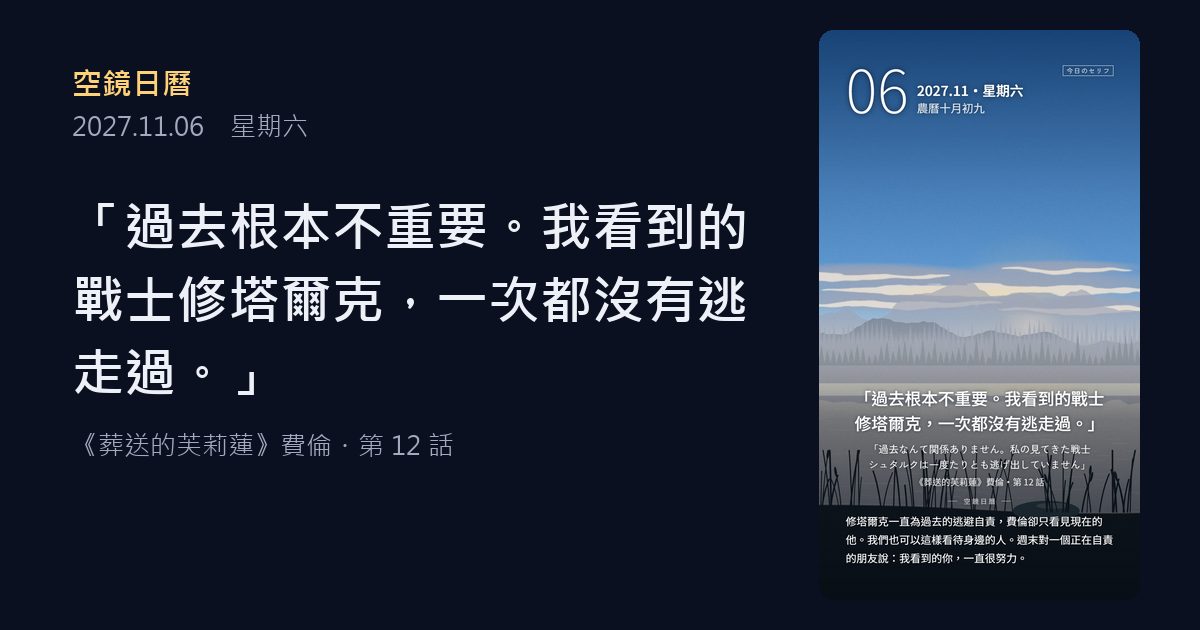 空鏡日曆
2027.11.06 星期六
「過去根本不重要。我看到的
戰士修塔爾克，一次都沒有逃
走過。」
《葬送的芙莉蓮》費倫・第 12 話
今日のセリフ
06
2027.11・星期六
農曆十月初九
「過去根本不重要。我看到的戰士
修塔爾克，一次都沒有逃走過。」
「過去なんて関係ありません。私の見てきた戦士
シュタルクは一度たりとも逃げ出していません」
《葬送的芙莉蓮》費倫・第 12 話
— 空鏡日曆 —
修塔爾克一直為過去的逃避自責，費倫卻只看見現在的
他。我們也可以這樣看待身邊的人。週末對一個正在自責
的朋友說：我看到的你，一直很努力。